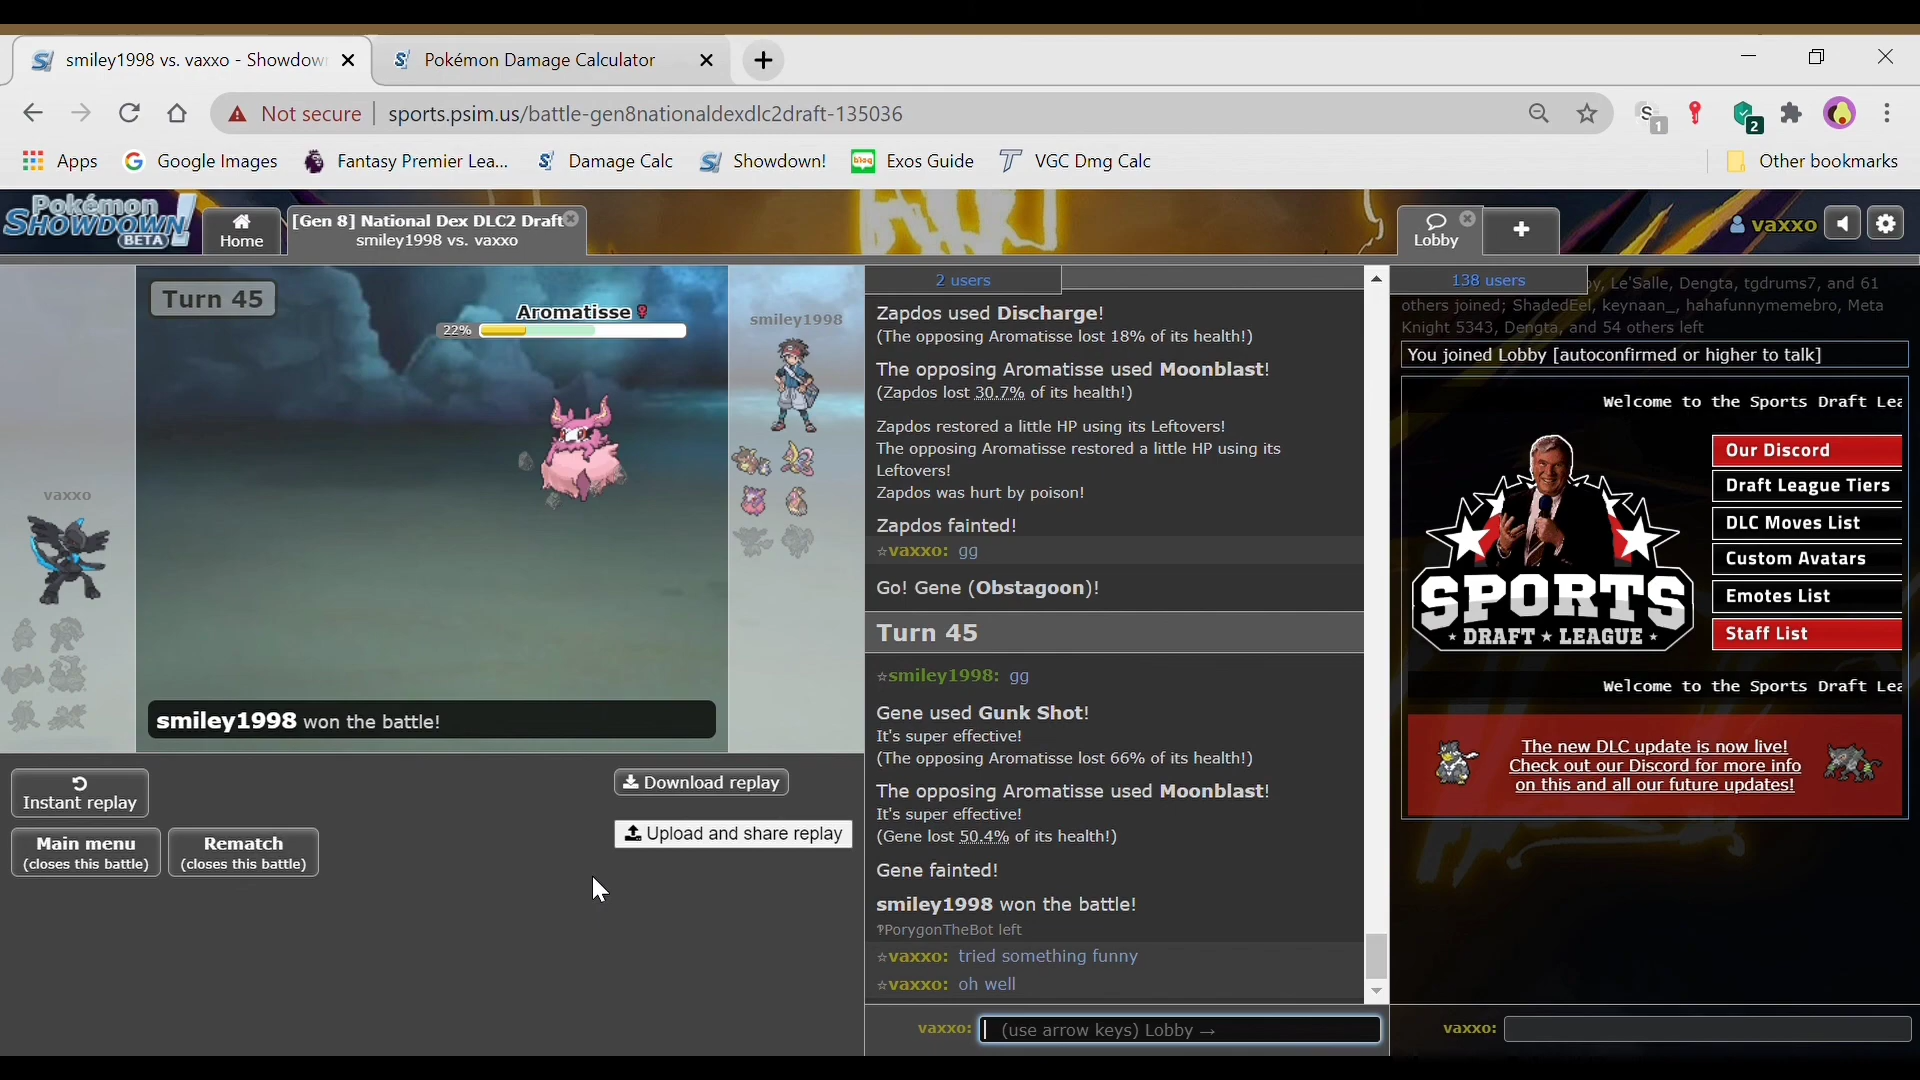 smiley1998 vs. vaxxo - Showdow
Pokémon Damage Calculator
Not secure
sports.psim.us/battle-gen8nationaldexdlc2draft-135036
S
1
2
Apps
Google Images
Fantasy Premier Lea...
Damage Calc
Showdown!
blog
Exos Guide
VGC Dmg Calc
Other bookmarks
Pokémon
SHOWDOWN!
BETA
Home
[Gen 8] National Dex DLC2 Draft
smiley1998 vs. vaxxo
Lobby
vaxxo
Turn 45
Aromatisse
22%
smiley1998
vaxxo
smiley1998 won the battle!
Instant replay
Download replay
Upload and share replay
Main menu
(closes this battle)
Rematch
(closes this battle)
2 users
Zapdos used Discharge!
(The opposing Aromatisse lost 18% of its health!)
The opposing Aromatisse used Moonblast!
(Zapdos lost 30.7% of its health!)
Zapdos restored a little HP using its Leftovers!
The opposing Aromatisse restored a little HP using its
Leftovers!
Zapdos was hurt by poison!
Zapdos fainted!
☆vaxxo: gg
Go! Gene (Obstagoon)!
Turn 45
☆smiley1998: gg
Gene used Gunk Shot!
It's super effective!
(The opposing Aromatisse lost 66% of its health!)
The opposing Aromatisse used Moonblast!
It's super effective!
(Gene lost 50.4% of its health!)
Gene fainted!
smiley1998 won the battle!
‽PorygonTheBot left
☆vaxxo: tried something funny
☆vaxxo: oh well
vaxxo: (use arrow keys) Lobby →
138 users
Le'Salle, Dengta, tgdrums7, and 61
others joined; ShadedEel, keynaan_, hahafunnymemebro, Meta
Knight 5343, Dengta, and 54 others left
You joined Lobby [autoconfirmed or higher to talk]
Welcome to the Sports Draft Lea
SPORTS
DRAFT LEAGUE
Our Discord
Draft League Tiers
DLC Moves List
Custom Avatars
Emotes List
Staff List
Welcome to the Sports Draft Lea
The new DLC update is now live!
Check out our Discord for more info
on this and all our future updates!
vaxxo: